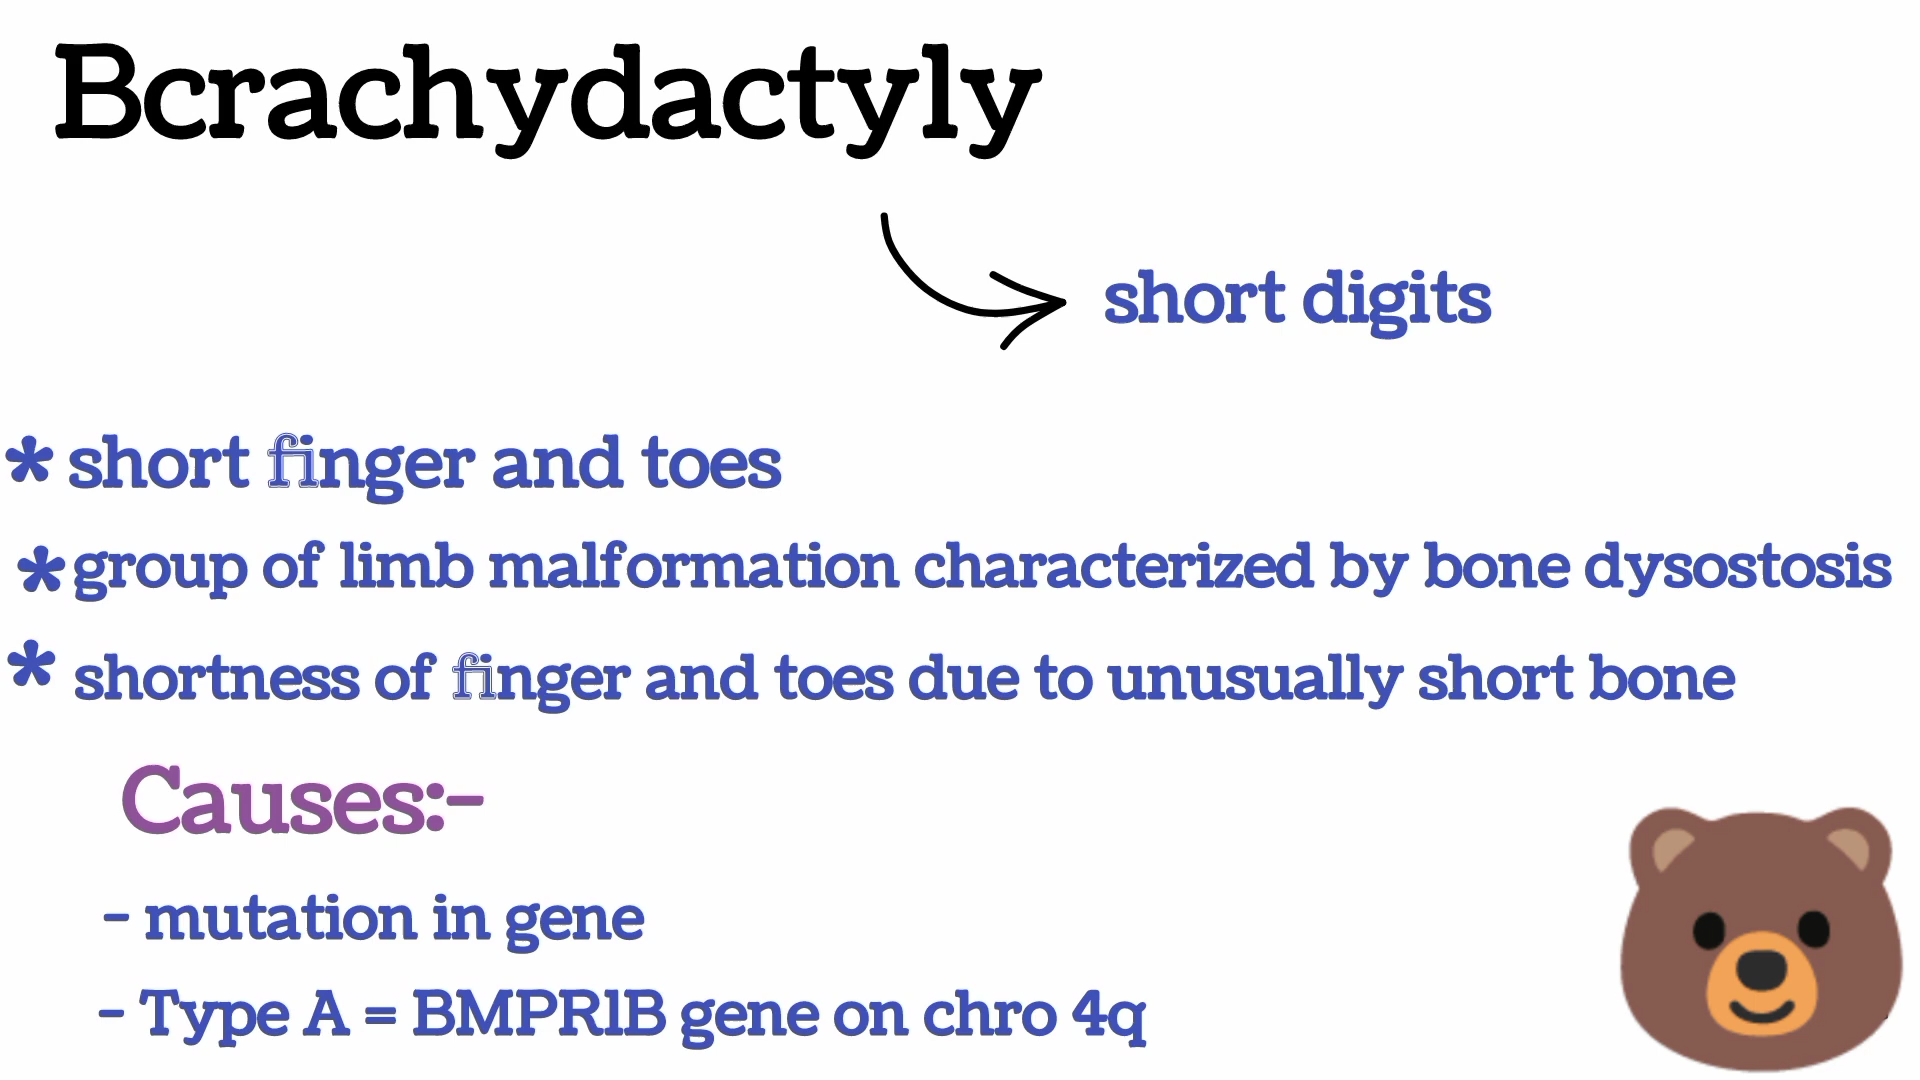 Bcrachydactyly
short digits
* short finger and toes
* group of limb malformation characterized by bone dysostosis
* shortness of finger and toes due to unusually short bone
Causes:-
- mutation in gene
- Type A = BMPR1B gene on chro 4q